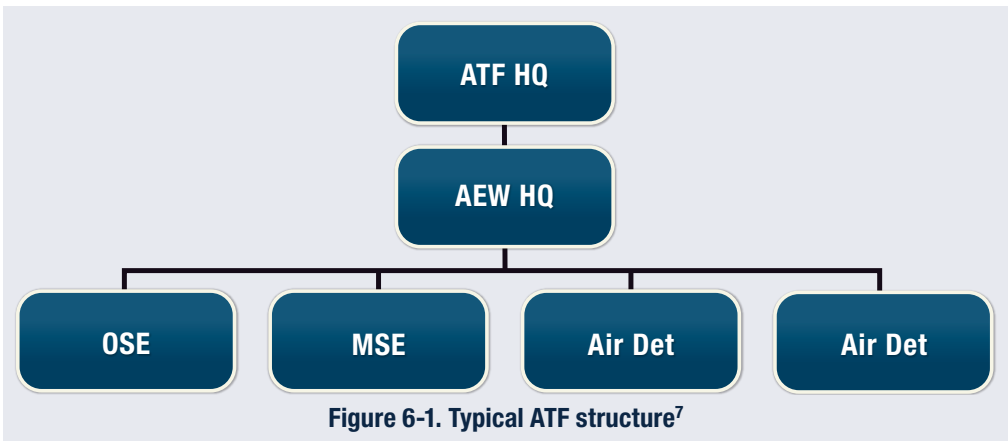 ATF HQ
AEW HQ
OSE MSE Air Det Air Det
Figure 6-1. Typical ATF structure7